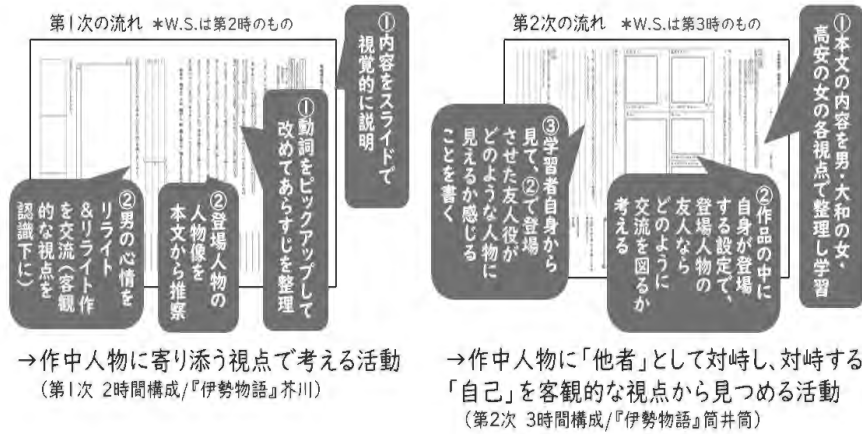 第1次の流れ *W.S.は第2時のもの
①内容をスライドで
視覚的に説明
①動詞をピックアップして
改めてあらすじを整理
②登場人物の
人物像を
本文から推察
②男の心情を
リライト
&リライト作
を交流(客観
的な視点を
認識下に)
→作中人物に寄り添う視点で考える活動
(第1次 2時間構成/『伊勢物語』芥川)
第2次の流れ *W.S.は第3時のもの
①本文の内容を男・大和の女・
高安の女の各視点で整理し学習
②作品の中に
自身が登場
する設定で、
登場人物の
友人なら
どのように
交流を図るか
考える
③学習者自身から
見て、②で登場
させた友人役が
どのような人物に
見えるか感じる
ことを書く
→作中人物に「他者」として対峙し、対峙する
「自己」を客観的な視点から見つめる活動
(第2次 3時間構成/『伊勢物語』筒井筒)